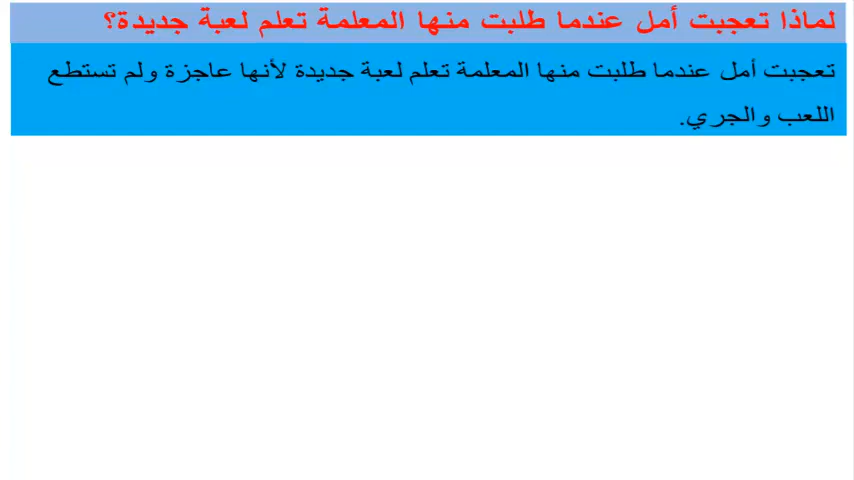 لماذا تعجبت أمل عندما طلبت منها المعلمة تعلم لعبة جديدة؟
تعجبت أمل عندما طلبت منها المعلمة تعلم لعبة جديدة لأنها عاجزة ولم تستطع
اللعب والجري.